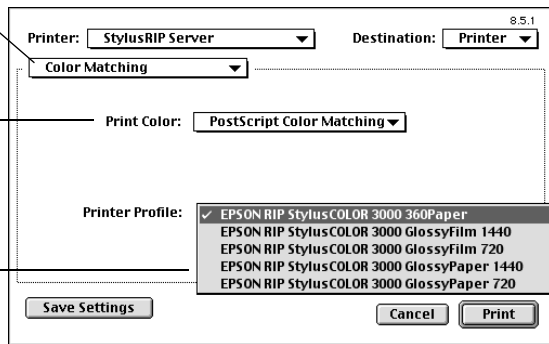 8.5.1
Printer: StylusRIP Server Destination: Printer
Color Matching
Print Color: PostScript Color Matching
Printer Profile: ✓ EPSON RIP StylusCOLOR 3000 360Paper
EPSON RIP StylusCOLOR 3000 GlossyFilm 1440
EPSON RIP StylusCOLOR 3000 GlossyFilm 720
EPSON RIP StylusCOLOR 3000 GlossyPaper 1440
EPSON RIP StylusCOLOR 3000 GlossyPaper 720
Save Settings Cancel Print